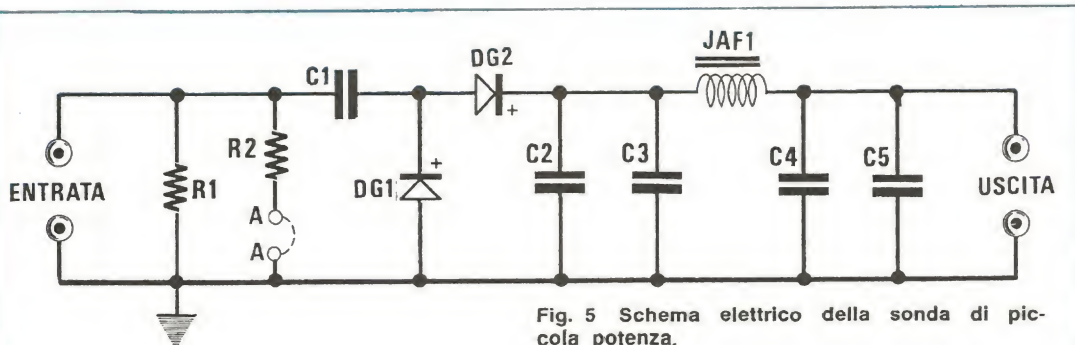 JAF1
DG2
C1
R2
C2
C3
C4
C5
ENTRATA
R1
DG1
USCITA
A
A
+
+
Fig. 5 Schema elettrico della sonda di pic-
cola potenza.